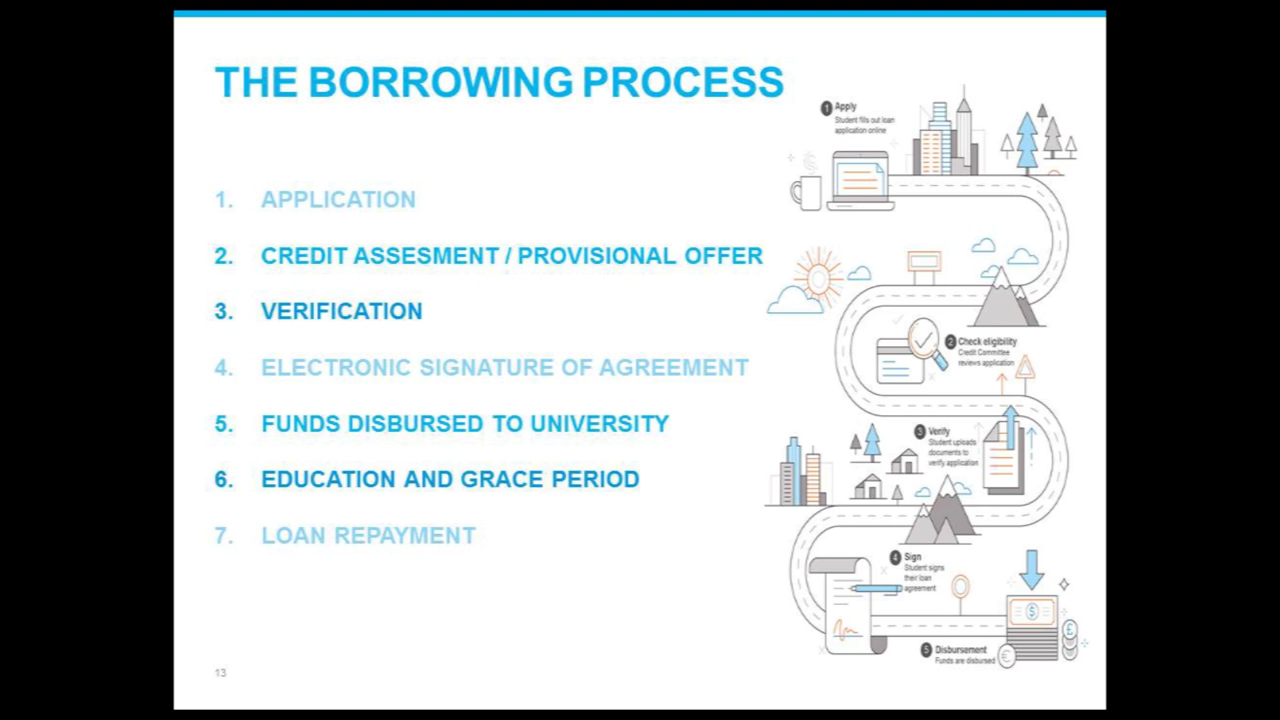 THE BORROWING PROCESS
1. APPLICATION
2. CREDIT ASSESMENT / PROVISIONAL OFFER
3. VERIFICATION
4. ELECTRONIC SIGNATURE OF AGREEMENT
5. FUNDS DISBURSED TO UNIVERSITY
6. EDUCATION AND GRACE PERIOD
7. LOAN REPAYMENT
1 Apply
Student fills out loan
application online
2 Check eligibility
Credit Committee
reviews application
3 Verify
Student uploads
documents to
verify application
4 Sign
Student signs
their loan
agreement
$
£
5 Disbursement
Funds are disbursed
€
13